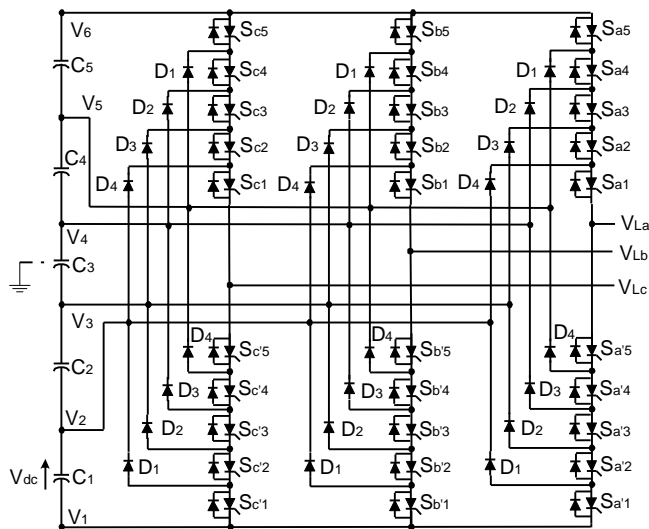 V6 Sc5 Sb5 Sa5
C5 D1 Sc4 D1 Sb4 D1 Sa4
V5 D2 Sc3 D2 Sb3 D2 Sa3
C4 D3 Sc2 D3 Sb2 D3 Sa2
D4 Sc1 D4 Sb1 D4 Sa1
V4 VLa
C3 VLb
VLc
V3
D4 Sc'5 D4 Sb'5 D4 Sa'5
C2 D3 Sc'4 D3 Sb'4 D3 Sa'4
V2 D2 Sc'3 D2 Sb'3 D2 Sa'3
Vdc C1 D1 Sc'2 D1 Sb'2 D1 Sa'2
V1 Sc'1 Sb'1 Sa'1